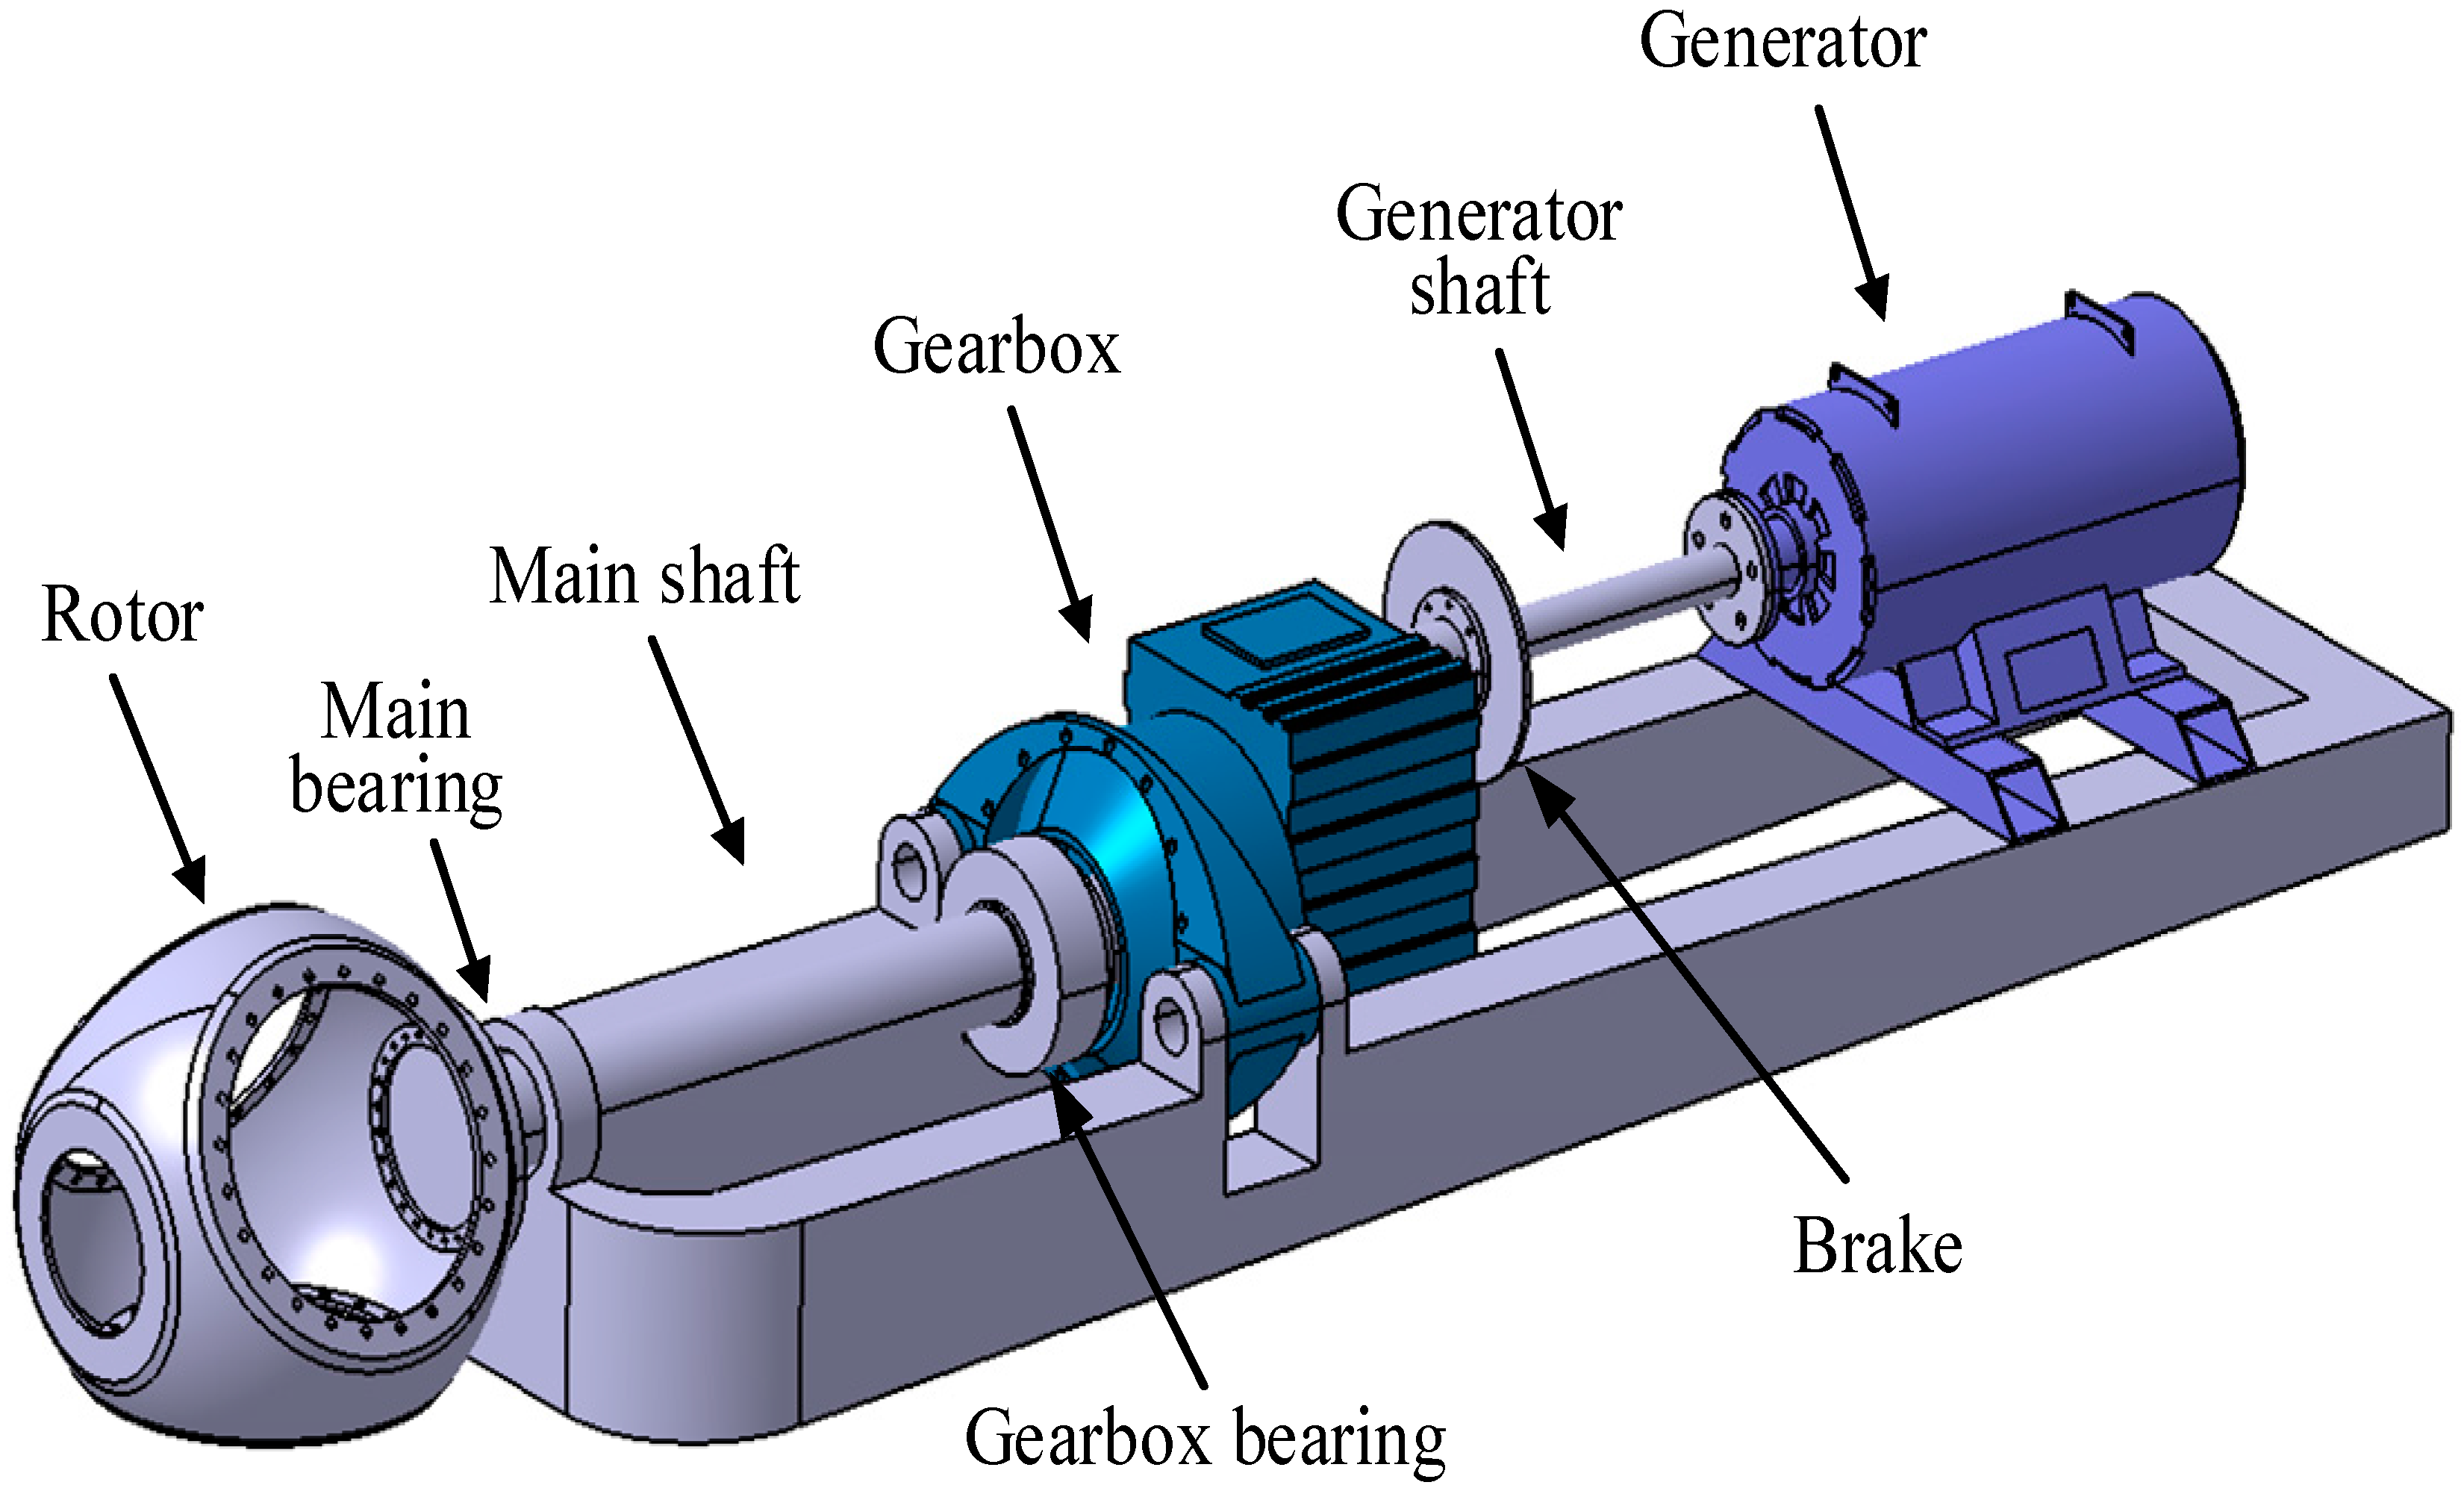 Generator
Generator
shaft
Gearbox
Main shaft
Rotor
Main
bearing
Brake
Gearbox bearing